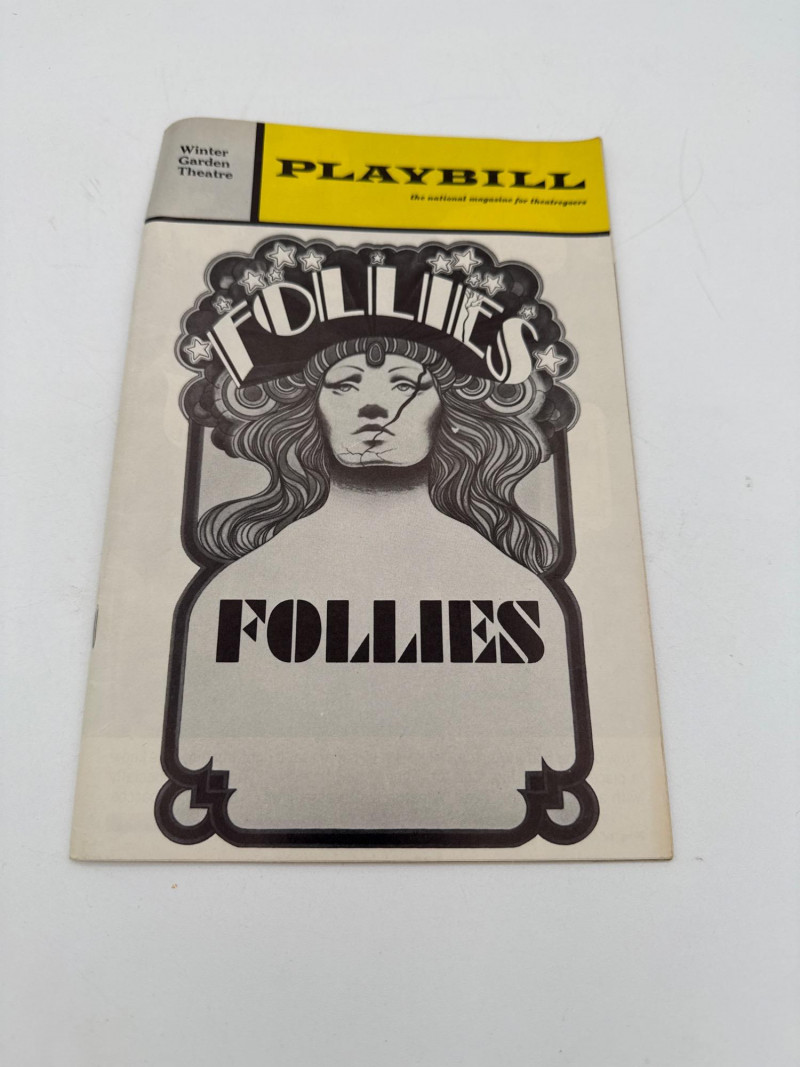 Winter
Garden
Theatre
PLAYBILL
the national magazine for theatregoers
FOLLIES
FOLLIES